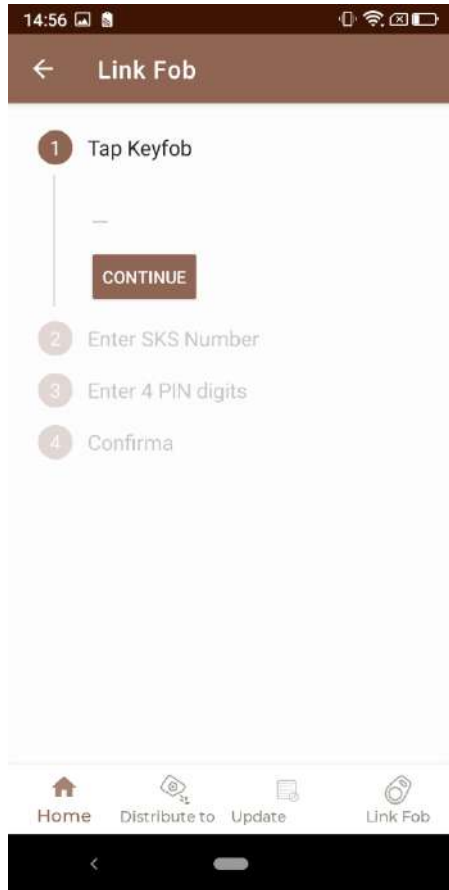 14:56
Link Fob
1 Tap Keyfob
—
CONTINUE
2 Enter SKS Number
3 Enter 4 PIN digits
4 Confirma
Home Distribute to Update Link Fob